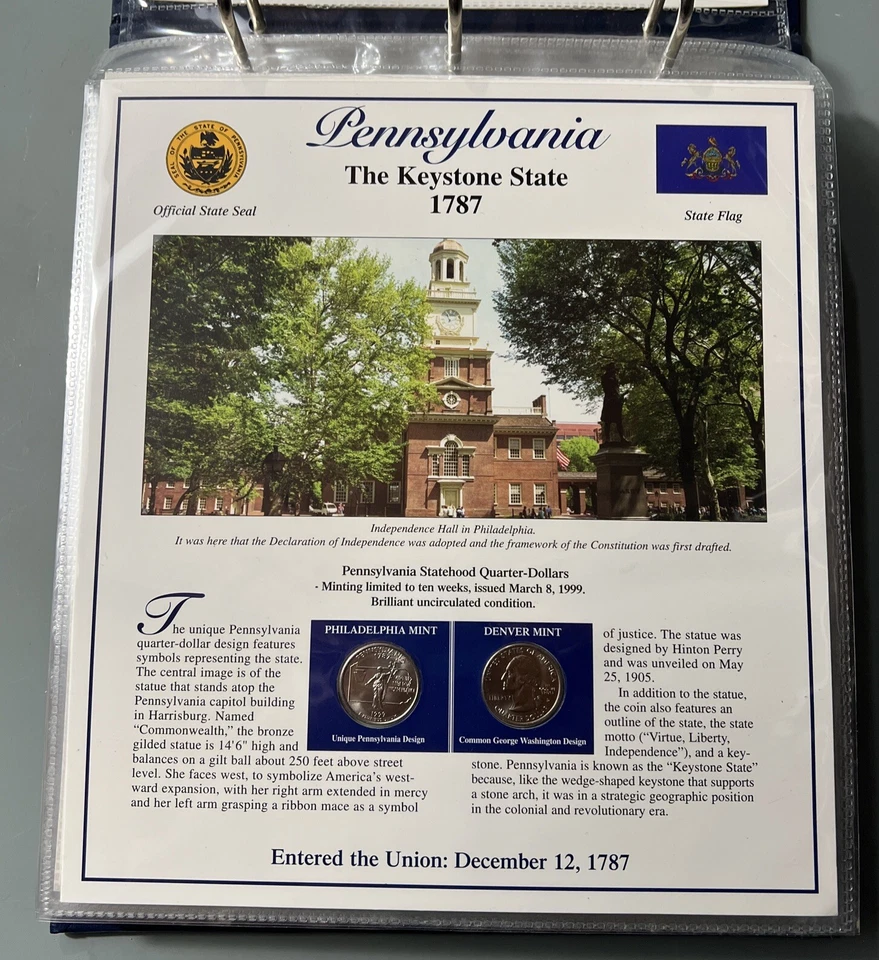 Pennsylvania
The Keystone State
1787
SEAL OF THE STATE OF PENNSYLVANIA
Official State Seal
State Flag
Independence Hall in Philadelphia.
It was here that the Declaration of Independence was adopted and the framework of the Constitution was first drafted.
Pennsylvania Statehood Quarter-Dollars
- Minting limited to ten weeks, issued March 8, 1999.
Brilliant uncirculated condition.
The unique Pennsylvania
quarter-dollar design features
symbols representing the state.
The central image is of the
statue that stands atop the
Pennsylvania capitol building
in Harrisburg. Named
“Commonwealth,” the bronze
gilded statue is 14'6" high and
balances on a gilt ball about 250 feet above street
level. She faces west, to symbolize America’s west-
ward expansion, with her right arm extended in mercy
and her left arm grasping a ribbon mace as a symbol
PHILADELPHIA MINT
PENNSYLVANIA
1787
1999
Unique Pennsylvania Design
DENVER MINT
LIBERTY
Common George Washington Design
of justice. The statue was
designed by Hinton Perry
and was unveiled on May
25, 1905.
In addition to the statue,
the coin also features an
outline of the state, the state
motto (“Virtue, Liberty,
Independence”), and a key-
stone. Pennsylvania is known as the “Keystone State”
because, like the wedge-shaped keystone that supports
a stone arch, it was in a strategic geographic position
in the colonial and revolutionary era.
Entered the Union: December 12, 1787